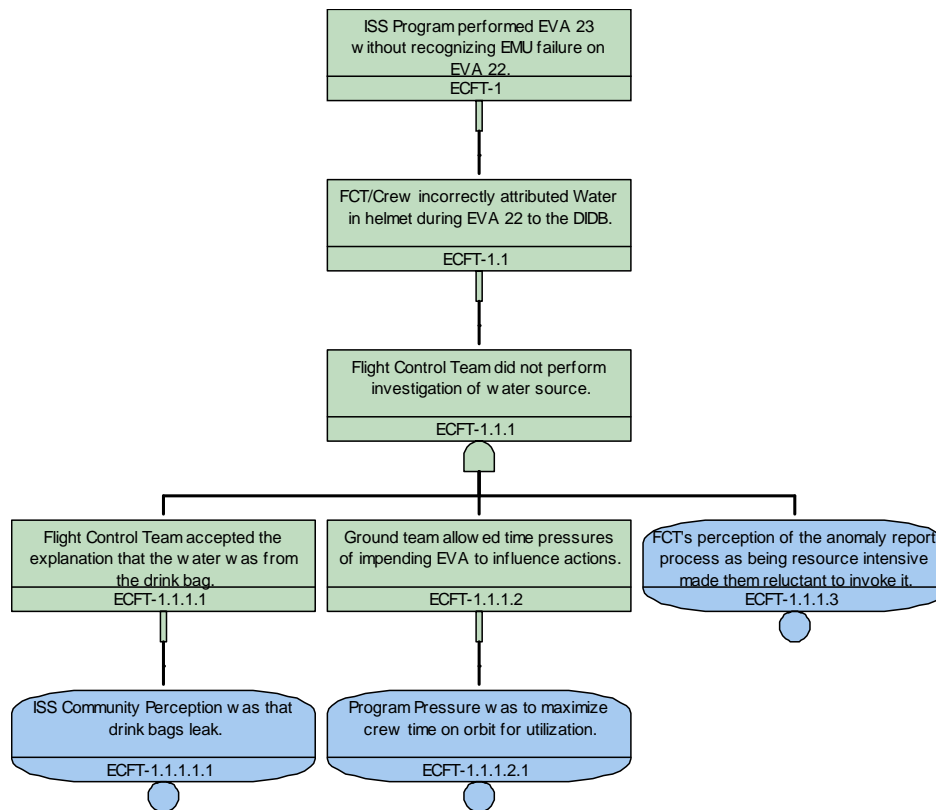 ISS Program performed EVA 23
without recognizing EMU failure on
EVA 22.
ECFT-1
FCT/Crew incorrectly attributed Water
in helmet during EVA 22 to the DIDB.
ECFT-1.1
Flight Control Team did not perform
investigation of water source.
ECFT-1.1.1
Flight Control Team accepted the
explanation that the water was from
the drink bag.
ECFT-1.1.1.1
Ground team allowed time pressures
of impending EVA to influence actions.
ECFT-1.1.1.2
FCT's perception of the anomaly report
process as being resource intensive
made them reluctant to invoke it.
ECFT-1.1.1.3
ISS Community Perception was that
drink bags leak.
ECFT-1.1.1.1.1
Program Pressure was to maximize
crew time on orbit for utilization.
ECFT-1.1.1.2.1